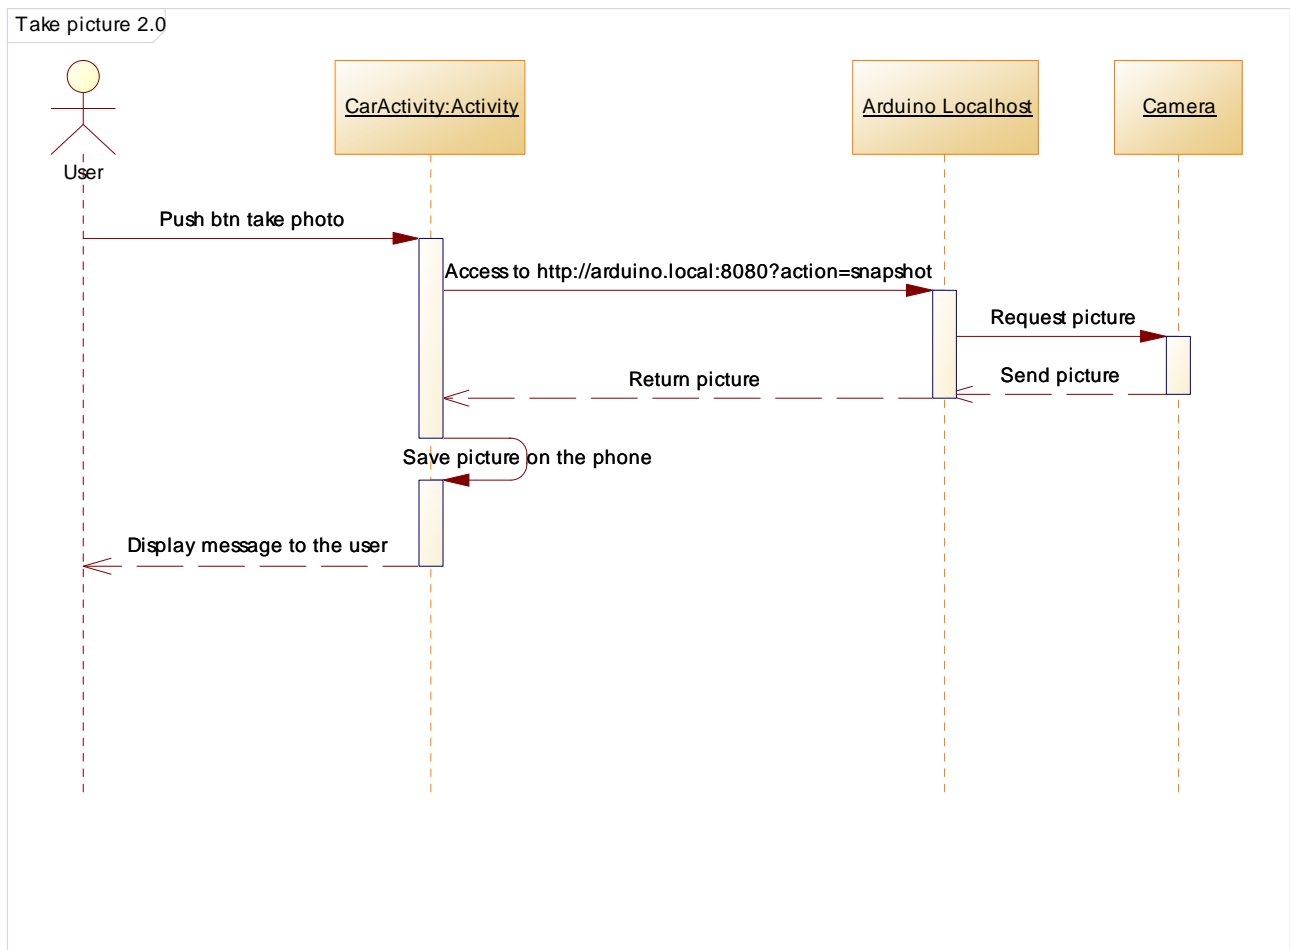 Take picture 2.0
CarActivity:Activity
Arduino Localhost
Camera
User
Push btn take photo
Access to http://arduino.local:8080?action=snapshot
Request picture
Send picture
Return picture
Save picture on the phone
Display message to the user